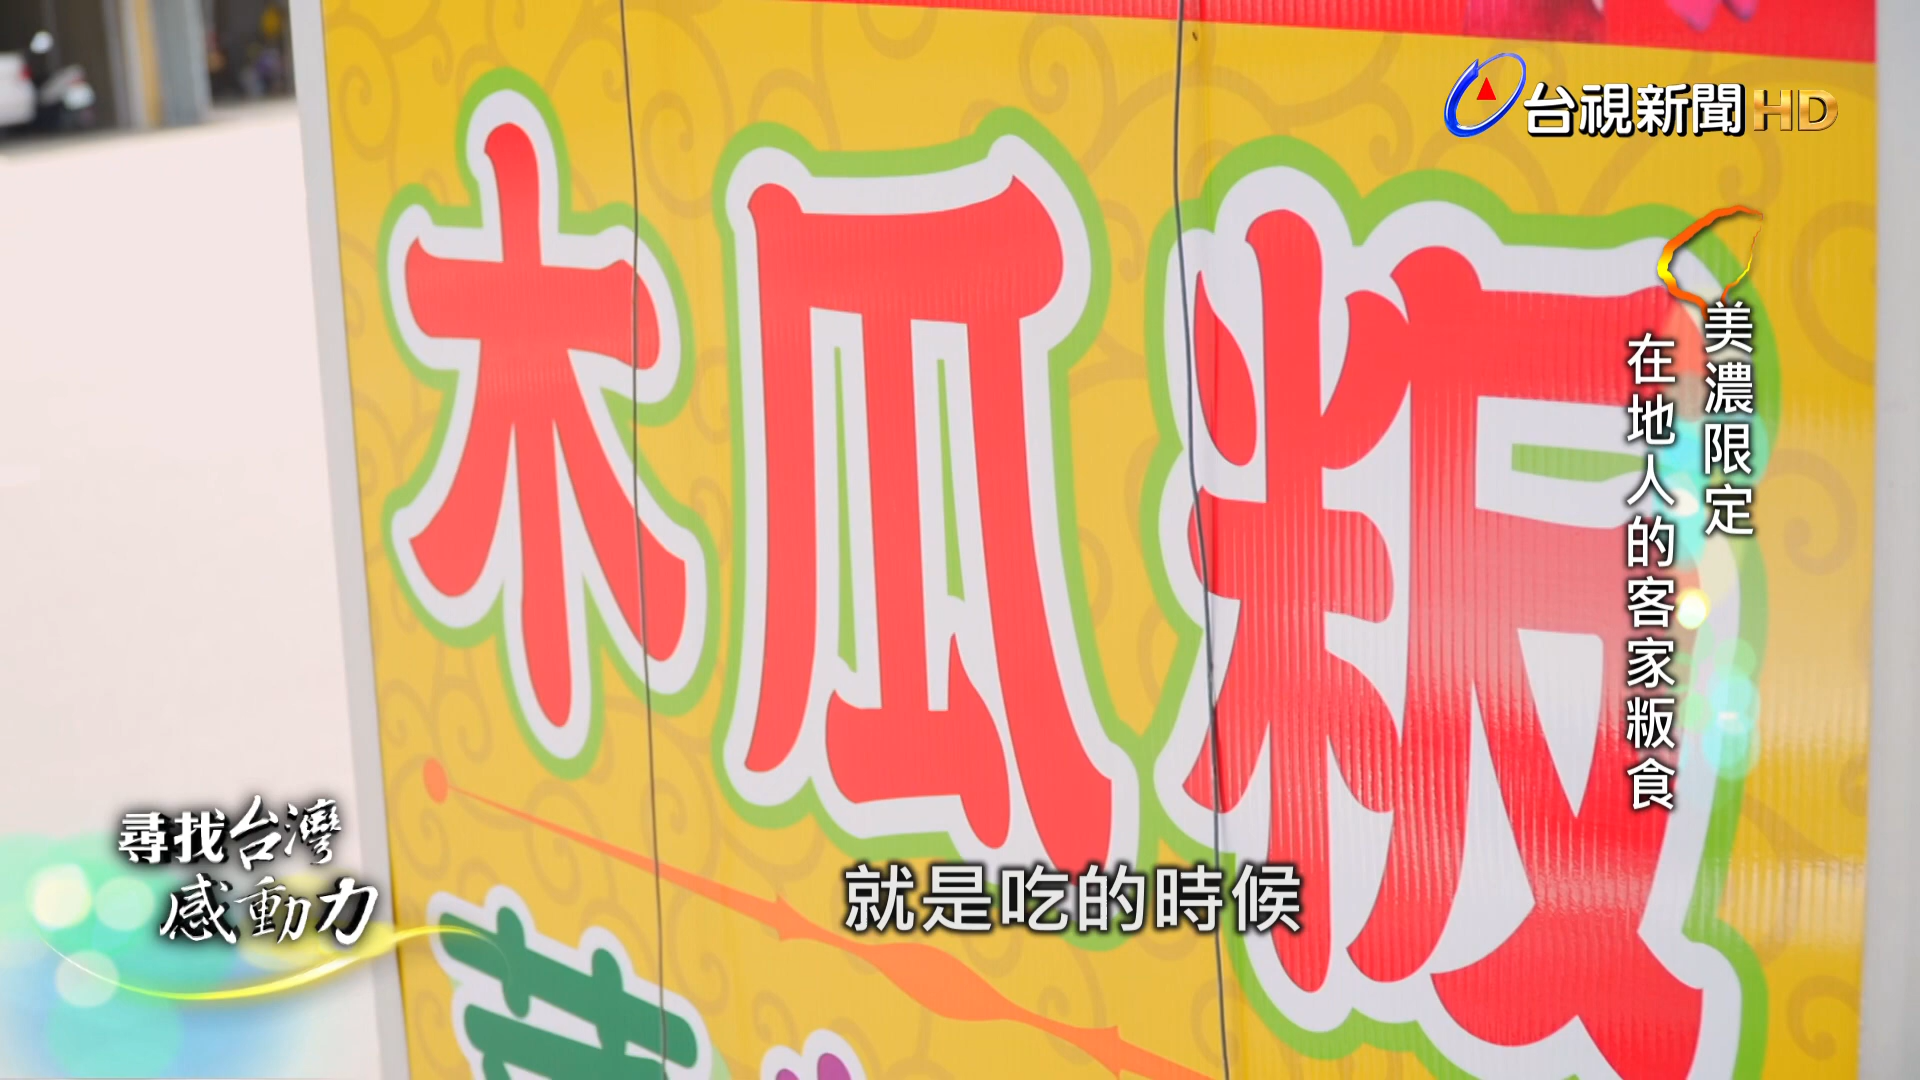 台視新聞HD
木瓜粄
美濃限定
在地人的客家粄食
尋找台灣
感動力
就是吃的時候